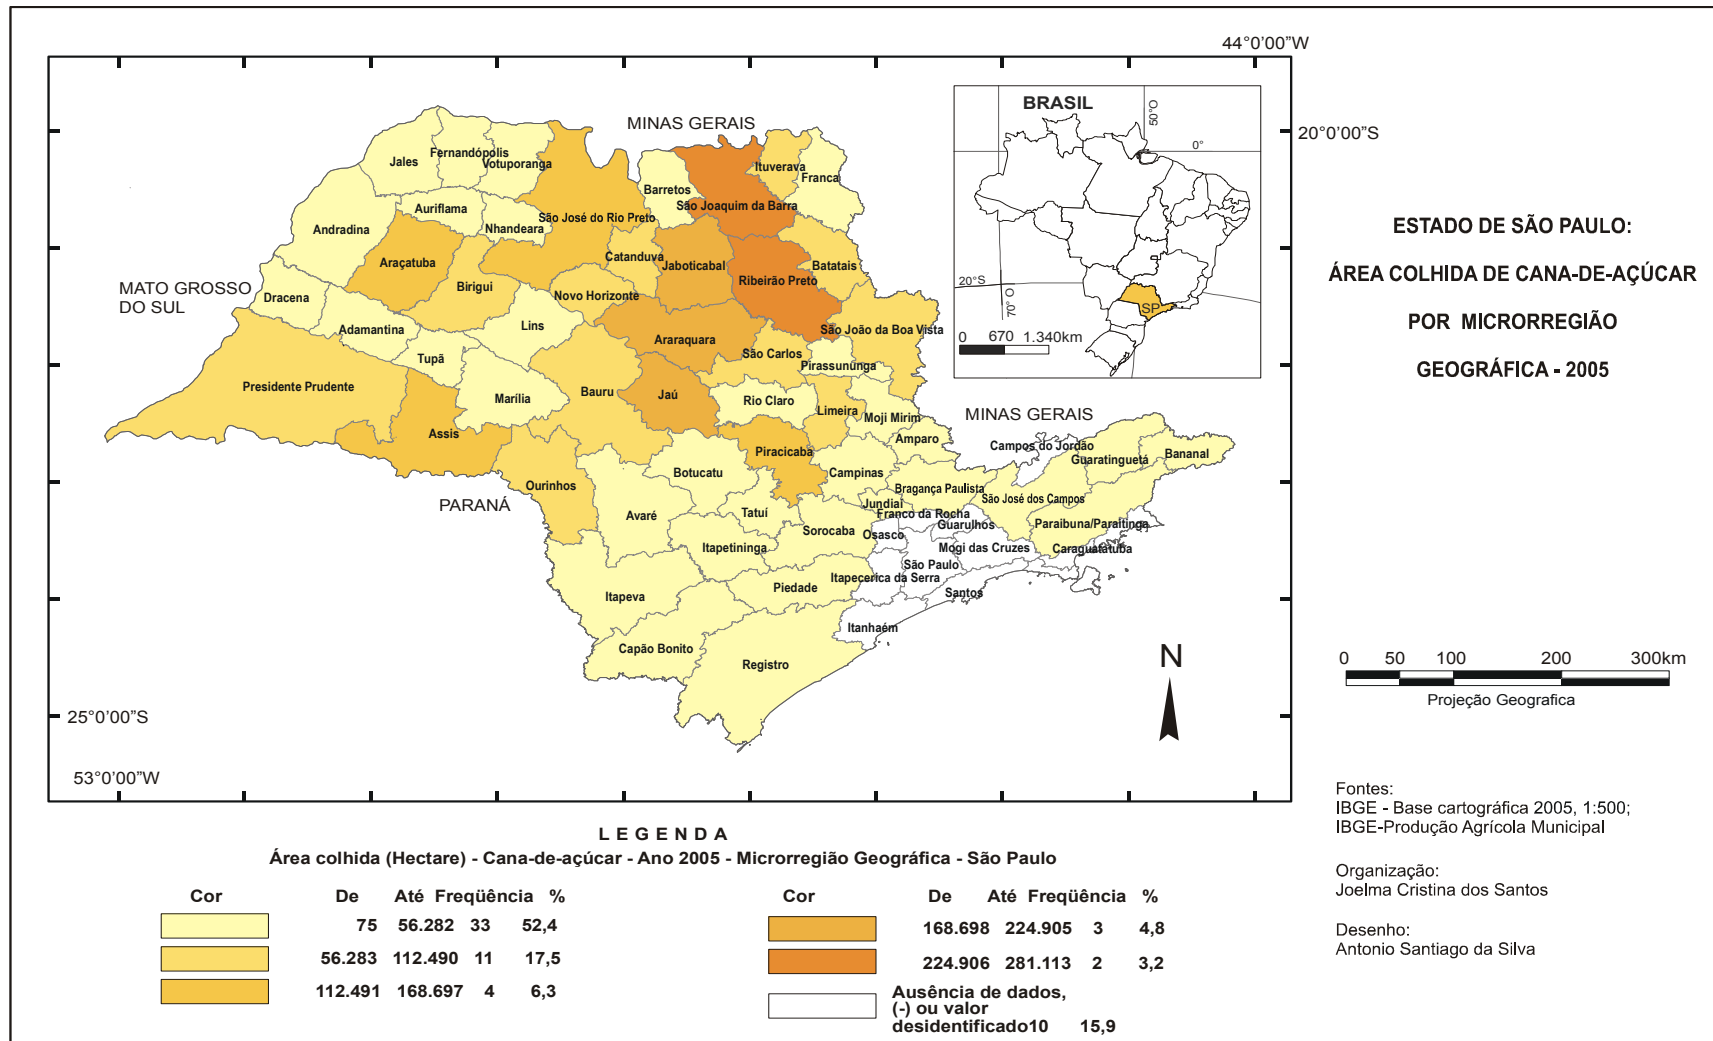 44°0'00"W
20°0'00"S
25°0'00"S
53°0'00"W
MINAS GERAIS
MATO GROSSO
DO SUL
PARANÁ
MINAS GERAIS
Jales
Fernandópolis
Votuporanga
Ituverava
Franca
Barretos
São Joaquim da Barra
São José do Rio Preto
Auriflama
Nhandeara
Andradina
Araçatuba
Birigui
Catanduva
Jaboticabal
Ribeirão Preto
Batatais
Dracena
Novo Horizonte
Adamantina
Lins
Araraquara
São João da Boa Vista
São Carlos
Pirassununga
Tupã
Presidente Prudente
Marília
Bauru
Jaú
Rio Claro
Limeira
Moji Mirim
Assis
Piracicaba
Amparo
Campos do Jordão
Guaratinguetá
Bananal
Botucatu
Campinas
Ourinhos
Bragança Paulista
São José dos Campos
Jundiaí
Franco da Rocha
Avaré
Tatuí
Sorocaba
Osasco
Guarulhos
Paraibuna/Paraitinga
Itapetininga
Mogi das Cruzes
Caraguatatuba
São Paulo
Itapecerica da Serra
Piedade
Itapeva
Santos
Itanhaém
Capão Bonito
Registro
N
BRASIL
50°O
0°
20°S
70°O
SP
0 670 1.340km
ESTADO DE SÃO PAULO:
ÁREA COLHIDA DE CANA-DE-AÇÚCAR
POR MICRORREGIÃO
GEOGRÁFICA - 2005
0 50 100 200 300km
Projeção Geografica
Fontes:
IBGE - Base cartográfica 2005, 1:500;
IBGE-Produção Agrícola Municipal
Organização:
Joelma Cristina dos Santos
Desenho:
Antonio Santiago da Silva
LEGENDA
Área colhida (Hectare) - Cana-de-açúcar - Ano 2005 - Microrregião Geográfica - São Paulo
Cor De Até Freqüência %
75 56.282 33 52,4
56.283 112.490 11 17,5
112.491 168.697 4 6,3
Cor De Até Freqüência %
168.698 224.905 3 4,8
224.906 281.113 2 3,2
Ausência de dados,
(-) ou valor
desidentificado10 15,9